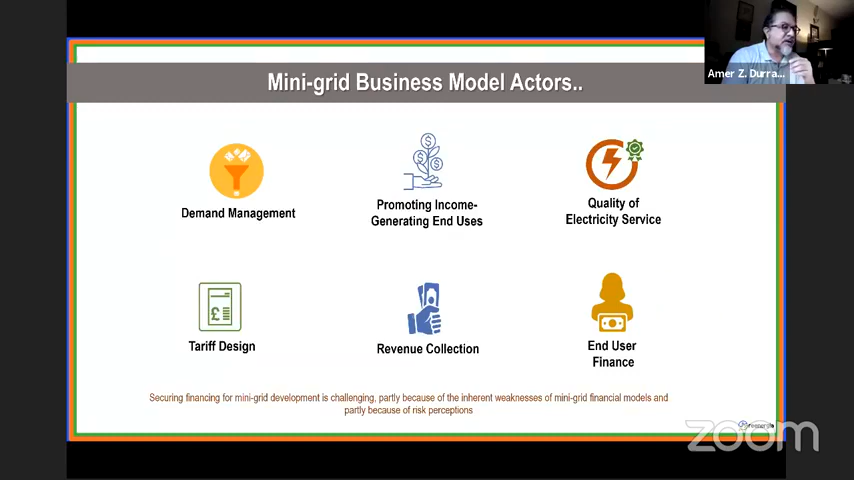 Amer Z. Durra...
Mini-grid Business Model Actors..
Demand Management
Promoting Income-
Generating End Uses
Quality of
Electricity Service
Tariff Design
Revenue Collection
End User
Finance
Securing financing for mini-grid development is challenging, partly because of the inherent weaknesses of mini-grid financial models and
partly because of risk perceptions
zoom